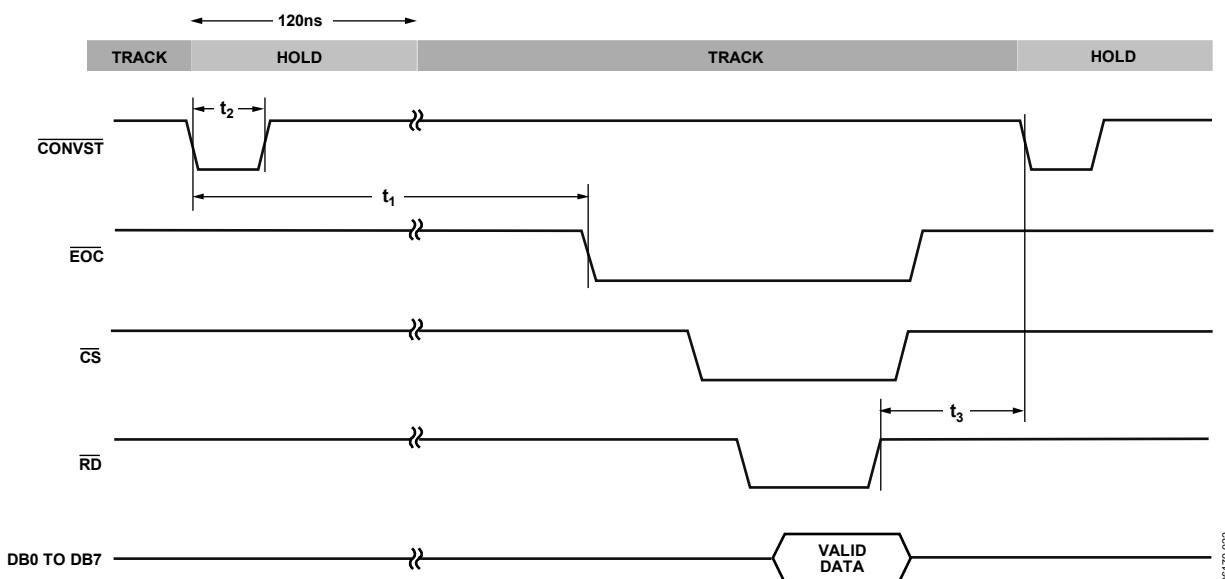 120ns
TRACK HOLD TRACK HOLD
t2
CONVST
t1
EOC
CS
t3
RD
DB0 TO DB7
VALID
DATA